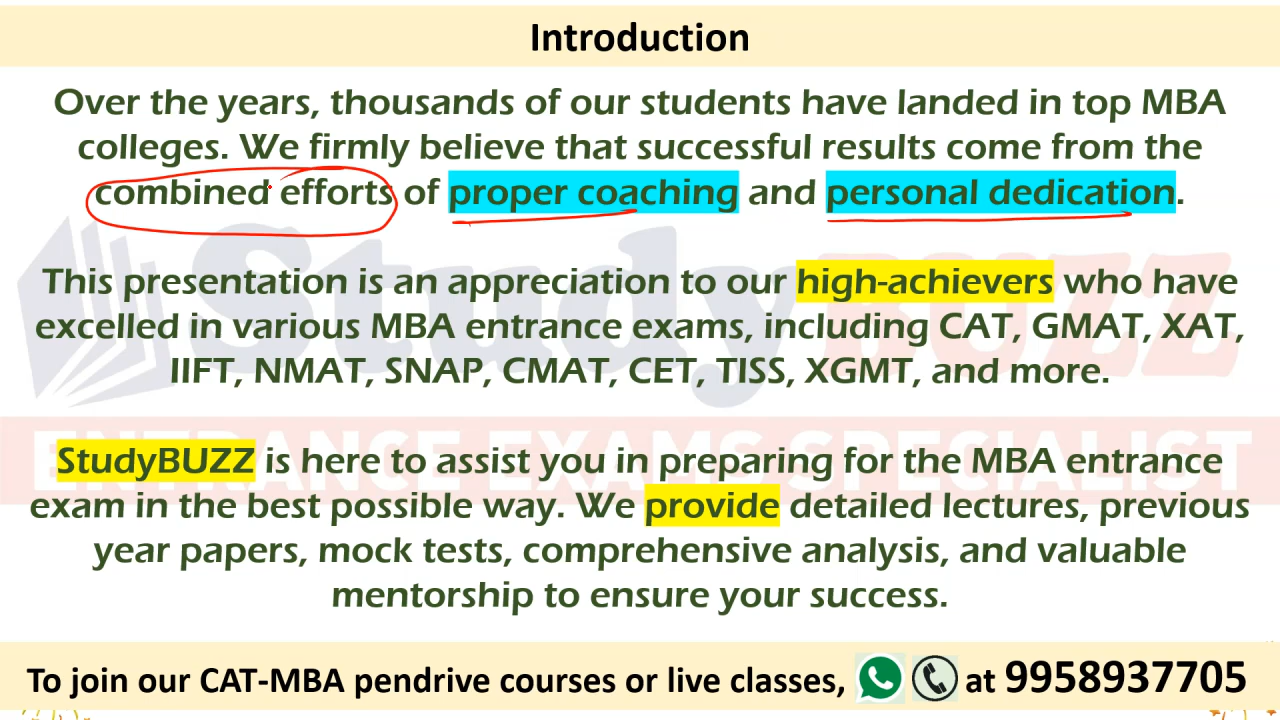 Introduction
Over the years, thousands of our students have landed in top MBA
colleges. We firmly believe that successful results come from the
combined efforts of proper coaching and personal dedication.
This presentation is an appreciation to our high-achievers who have
excelled in various MBA entrance exams, including CAT, GMAT, XAT,
IIFT, NMAT, SNAP, CMAT, CET, TISS, XGMT, and more.
StudyBUZZ
ENTRANCE EXAMS SPECIALIST
StudyBUZZ is here to assist you in preparing for the MBA entrance
exam in the best possible way. We provide detailed lectures, previous
year papers, mock tests, comprehensive analysis, and valuable
mentorship to ensure your success.
To join our CAT-MBA pendrive courses or live classes, at 9958937705